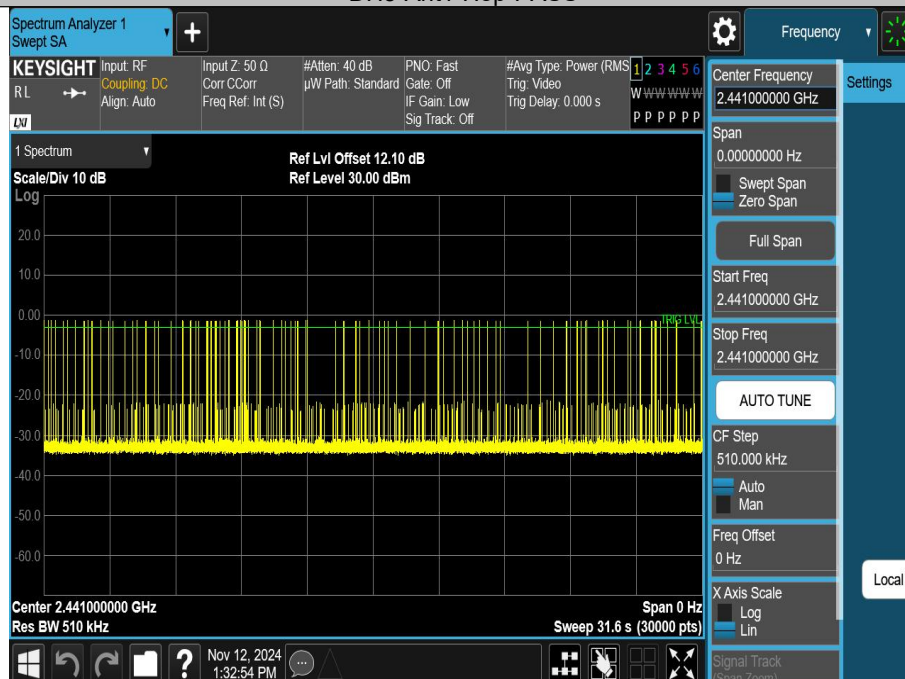 Spectrum Analyzer 1
Swept SA
Frequency
KEYSIGHT
RL
LXI
Input: RF
Coupling: DC
Align: Auto
Input Z: 50 Ω
Corr CCorr
Freq Ref: Int (S)
#Atten: 40 dB
µW Path: Standard
PNO: Fast
Gate: Off
IF Gain: Low
Sig Track: Off
#Avg Type: Power (RMS
Trig: Video
Trig Delay: 0.000 s
1 2 3 4 5 6
W W W W W W
P P P P P P
1 Spectrum
Scale/Div 10 dB
Log
Ref Lvl Offset 12.10 dB
Ref Level 30.00 dBm
20.0
10.0
0.00
-10.0
-20.0
-30.0
-40.0
-50.0
-60.0
TRIG LVL
Center 2.441000000 GHz
Res BW 510 kHz
Span 0 Hz
Sweep 31.6 s (30000 pts)
Center Frequency
2.441000000 GHz
Settings
Span
0.00000000 Hz
Swept Span
Zero Span
Full Span
Start Freq
2.441000000 GHz
Stop Freq
2.441000000 GHz
AUTO TUNE
CF Step
510.000 kHz
Auto
Man
Freq Offset
0 Hz
X Axis Scale
Log
Lin
Local
Signal Track
(Span Zoom)
?
Nov 12, 2024
1:32:54 PM